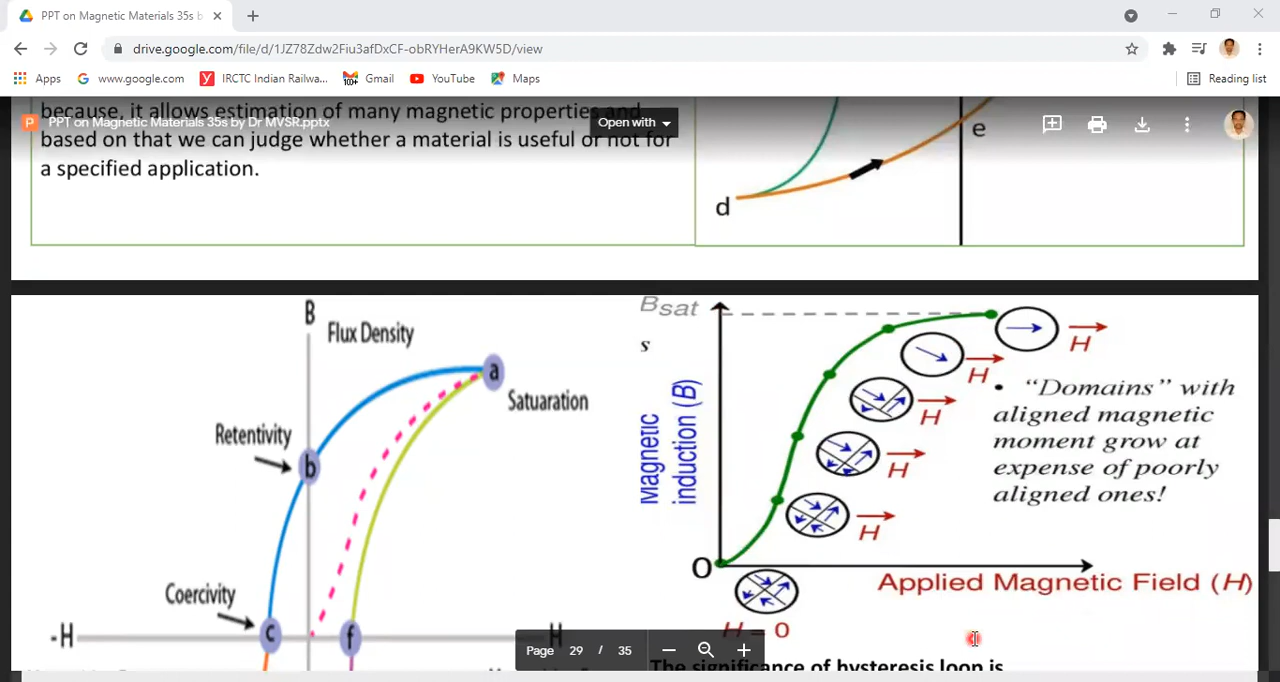 PPT on Magnetic Materials 35s b
drive.google.com/file/d/1JZ78Zdw2Fiu3afDxCF-obRYHerA9KW5D/view
Apps
www.google.com
IRCTC Indian Railwa...
Gmail
YouTube
Maps
Reading list
because, it allows estimation of many magnetic properties and
PPT on Magnetic Materials 35s by Dr MVSR.pptx
Open with
based on that we can judge whether a material is useful or not for
a specified application.
e
d
B
Flux Density
a
Satuaration
Retentivity
b
Coercivity
-H
c
f
H
Bsat
s
Magnetic
induction (B)
H
H
H
H
H
• "Domains" with
aligned magnetic
moment grow at
expense of poorly
aligned ones!
O
Applied Magnetic Field (H)
H = 0
Page 29 / 35
The significance of hysteresis loop is